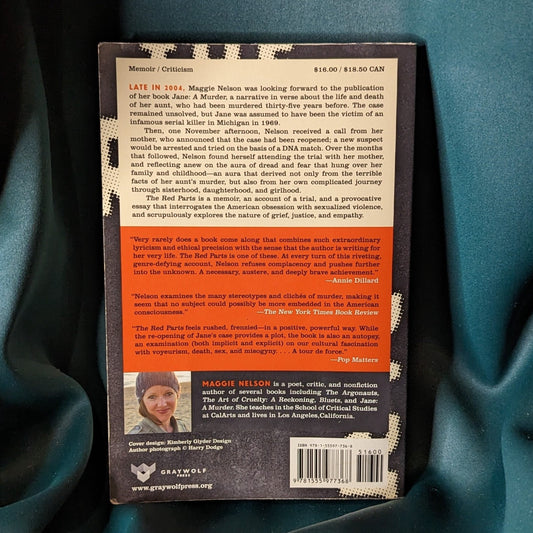 Memoir / Criticism
$16.00 / $18.50 CAN
LATE IN 2004, Maggie Nelson was looking forward to the publication
of her book Jane: A Murder, a narrative in verse about the life and death
of her aunt, who had been murdered thirty-five years before. The case
remained unsolved, but Jane was assumed to have been the victim of an
infamous serial killer in Michigan in 1969.
Then, one November afternoon, Nelson received a call from her
mother, who announced that the case had been reopened; a new suspect
would be arrested and tried on the basis of a DNA match. Over the months
that followed, Nelson found herself attending the trial with her mother,
and reflecting anew on the aura of dread and fear that hung over her
family and childhood—an aura that derived not only from the terrible
facts of her aunt's murder, but also from her own complicated journey
through sisterhood, daughterhood, and girlhood.
The Red Parts is a memoir, an account of a trial, and a provocative
essay that interrogates the American obsession with sexualized violence,
and scrupulously explores the nature of grief, justice, and empathy.
"Very rarely does a book come along that combines such extraordinary
lyricism and ethical precision with the sense that the author is writing for
her very life. The Red Parts is one of these. At every turn of this riveting,
genre-defying account, Nelson refuses complacency and pushes further
into the unknown. A necessary, austere, and deeply brave achievement."
—Annie Dillard
"Nelson examines the many stereotypes and clichés of murder, making it
seem that no subject could possibly be more embedded in the American
consciousness." —The New York Times Book Review
"The Red Parts feels rushed, frenzied—in a positive, powerful way. While
the re-opening of Jane's case provides a plot, the book is also an autopsy,
an examination (both implicit and explicit) on our cultural fascination
with voyeurism, death, sex, and misogyny. . . . A tour de force."
—Pop Matters
MAGGIE NELSON is a poet, critic, and nonfiction
author of several books including The Argonauts,
The Art of Cruelty: A Reckoning, Bluets, and Jane:
A Murder. She teaches in the School of Critical Studies
at CalArts and lives in Los Angeles, California.
Cover design: Kimberly Glyder Design
Author photograph © Harry Dodge
GRAYWOLF
PRESS
www.graywolfpress.org
ISBN 978-1-55597-736-8
51600
9 781555 977368